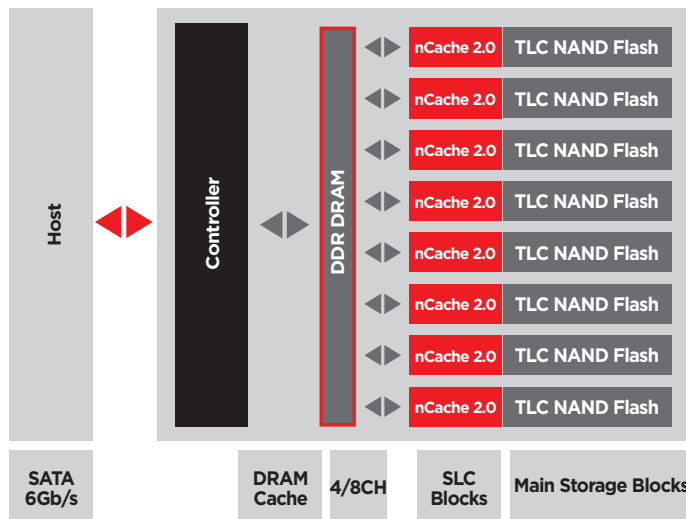 Host
Controller
DDR DRAM
nCache 2.0 TLC NAND Flash
nCache 2.0 TLC NAND Flash
nCache 2.0 TLC NAND Flash
nCache 2.0 TLC NAND Flash
nCache 2.0 TLC NAND Flash
nCache 2.0 TLC NAND Flash
nCache 2.0 TLC NAND Flash
nCache 2.0 TLC NAND Flash
SATA
6Gb/s
DRAM
Cache
4/8CH
SLC
Blocks
Main Storage Blocks